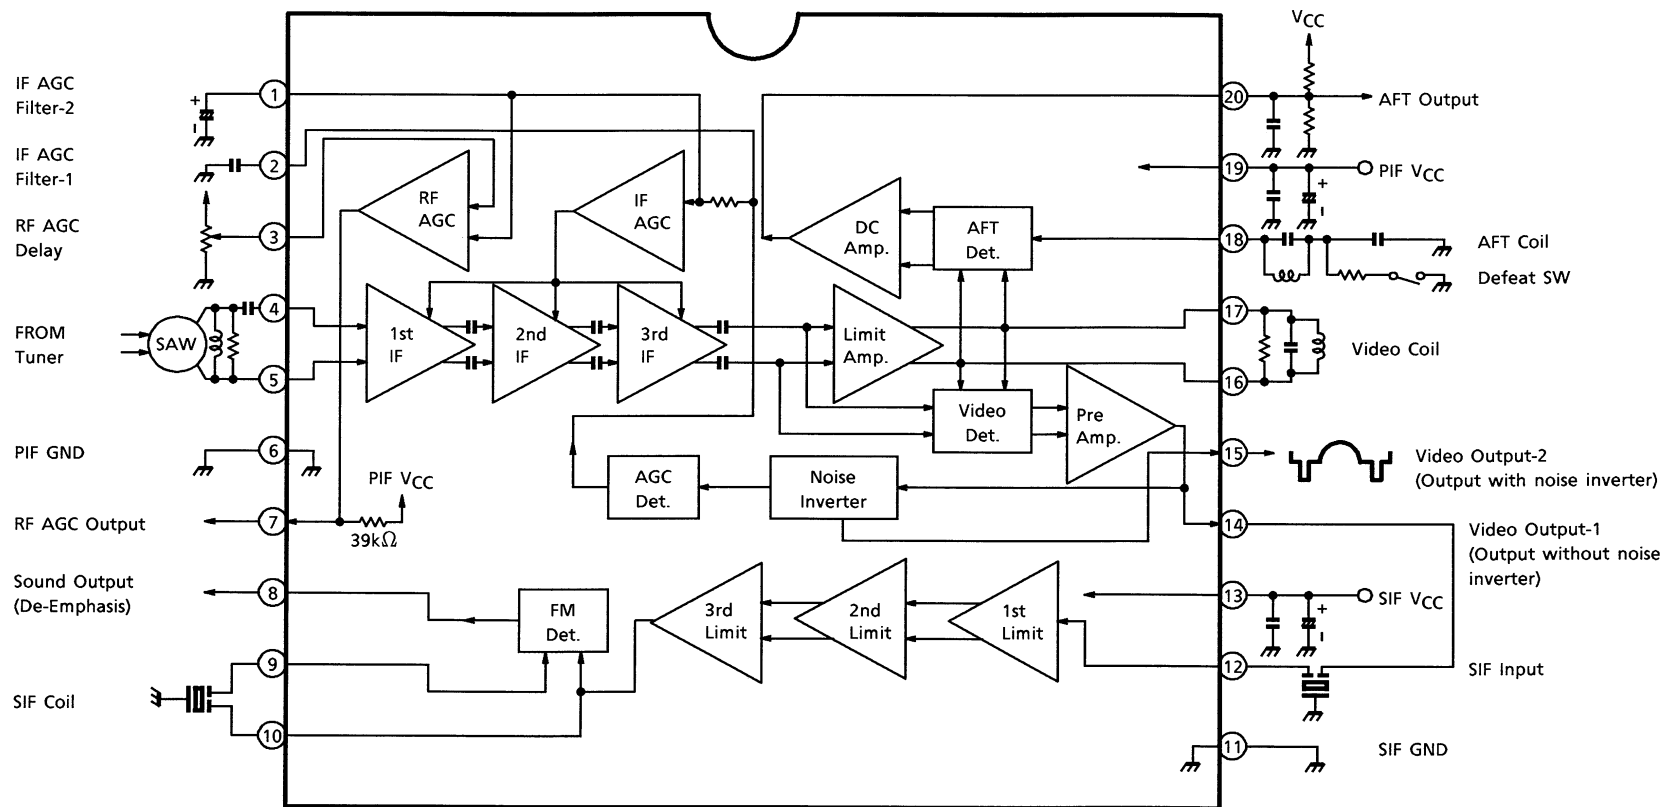 IF AGC
Filter-2
IF AGC
Filter-1
RF AGC
Delay
FROM
Tuner
SAW
PIF GND
RF AGC Output
Sound Output
(De-Emphasis)
SIF Coil
+
-
1
2
3
4
5
6
7
8
9
10
RF
AGC
IF
AGC
1st
IF
2nd
IF
3rd
IF
PIF VCC
39kΩ
AGC
Det.
Noise
Inverter
DC
Amp.
AFT
Det.
Limit
Amp.
Video
Det.
Pre
Amp.
FM
Det.
3rd
Limit
2nd
Limit
1st
Limit
20
19
18
17
16
15
14
13
12
11
VCC
AFT Output
PIF VCC
+
-
AFT Coil
Defeat SW
Video Coil
Video Output-2
(Output with noise inverter)
Video Output-1
(Output without noise
inverter)
SIF VCC
+
-
SIF Input
SIF GND